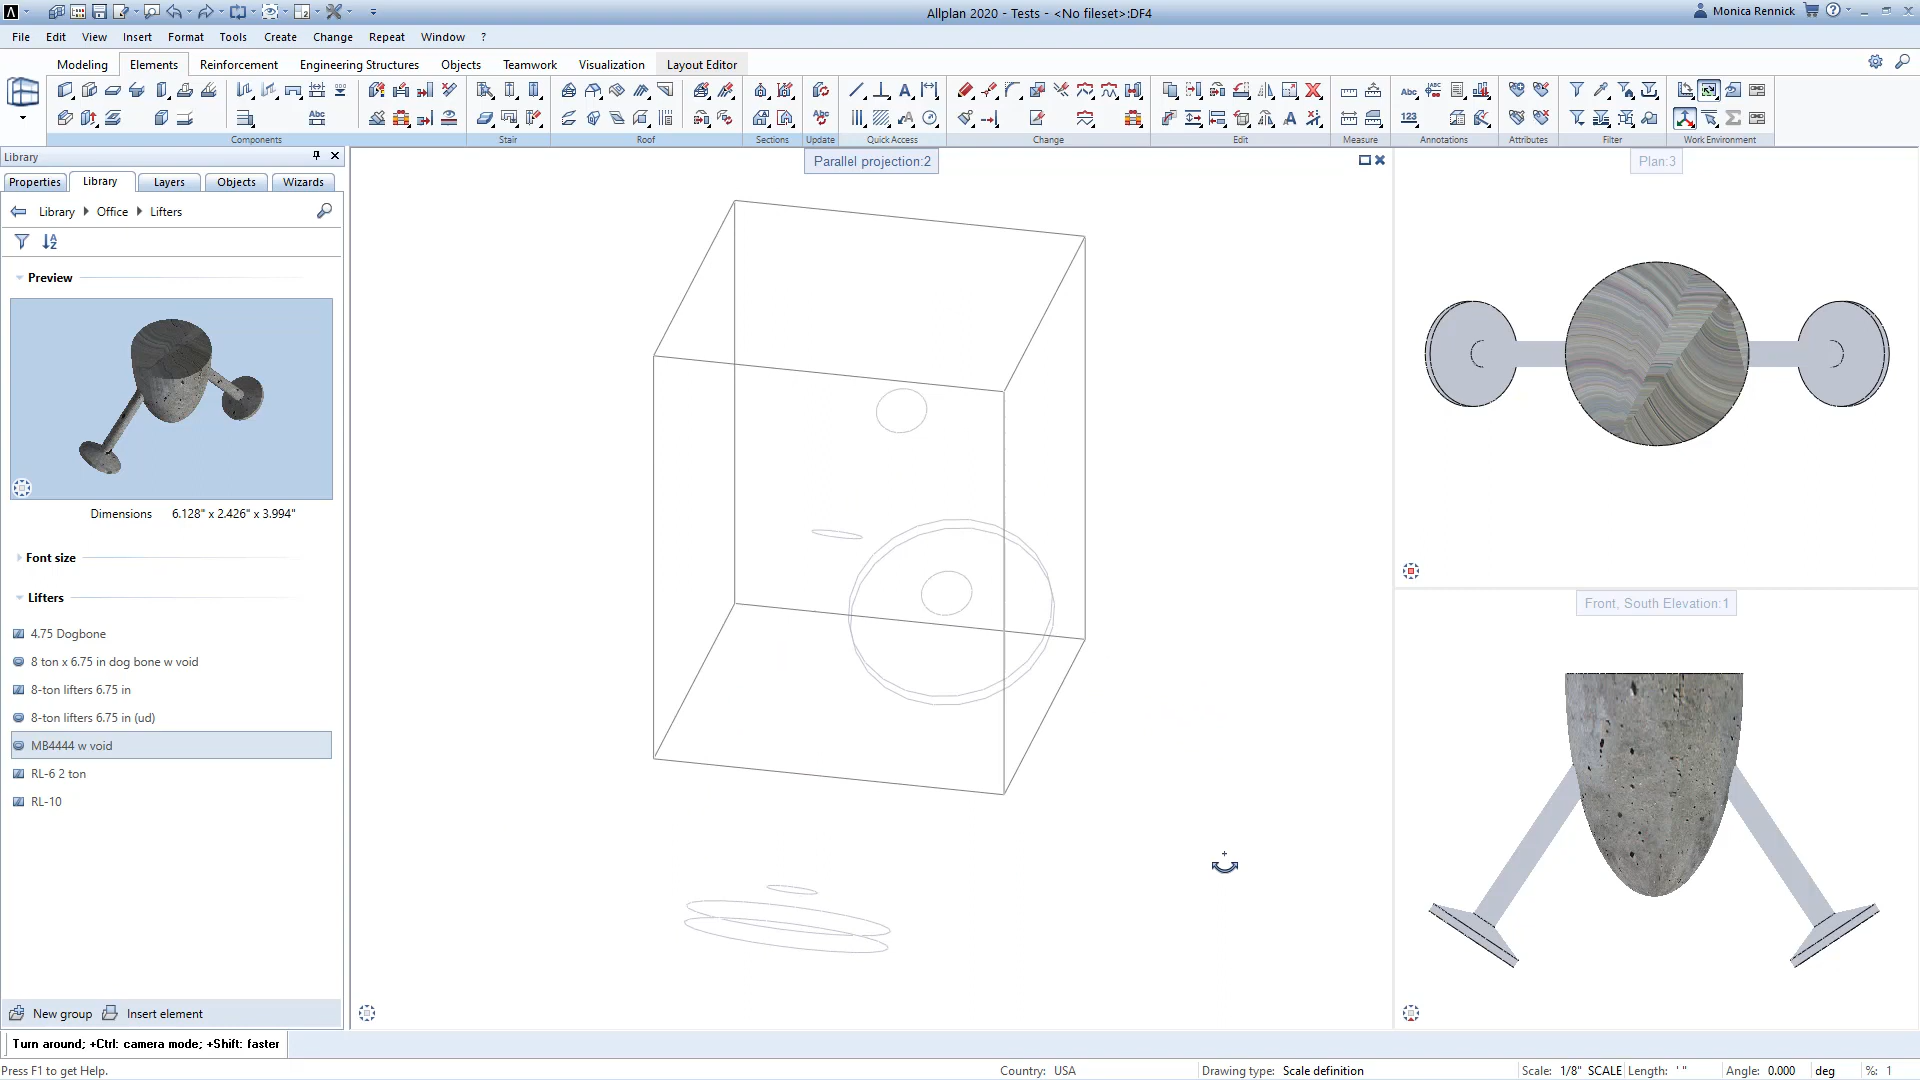 Allplan 2020 - Tests - <No fileset>:DF4
Monica Rennick
File Edit View Insert Format Tools Create Change Repeat Window ?
Modeling Elements Reinforcement Engineering Structures Objects Teamwork Visualization Layout Editor
Components Stair Roof Sections Update Quick Access Change Edit Measure Annotations Attributes Filter Work Environment
Library
Properties Library Layers Objects Wizards
Library Office Lifters
Preview
Dimensions 6.128" x 2.426" x 3.994"
Font size
Lifters
4.75 Dogbone
8 ton x 6.75 in dog bone w void
8-ton lifters 6.75 in
8-ton lifters 6.75 in (ud)
MB4444 w void
RL-6 2 ton
RL-10
New group Insert element
Parallel projection:2
Plan:3
Front, South Elevation:1
Turn around; +Ctrl: camera mode; +Shift: faster
Press F1 to get Help.
Country: USA
Drawing type: Scale definition
Scale: 1/8" SCALE
Length: ' "
Angle: 0.000 deg
%: 1